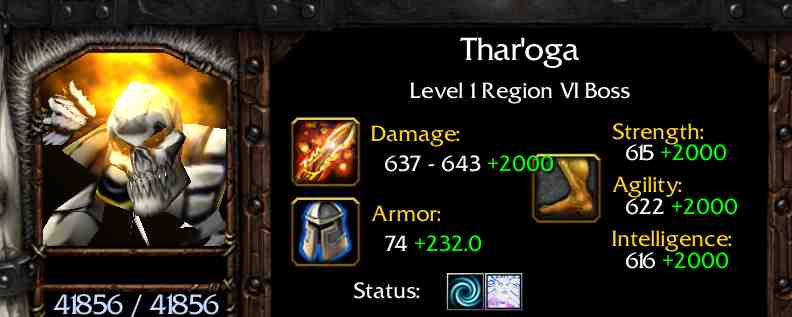 Thar'oga
Level 1 Region VI Boss
Damage:
637 - 643 +2000
Armor:
74 +232.0
Strength:
615 +2000
Agility:
622 +2000
Intelligence:
616 +2000
Status:
41856 / 41856